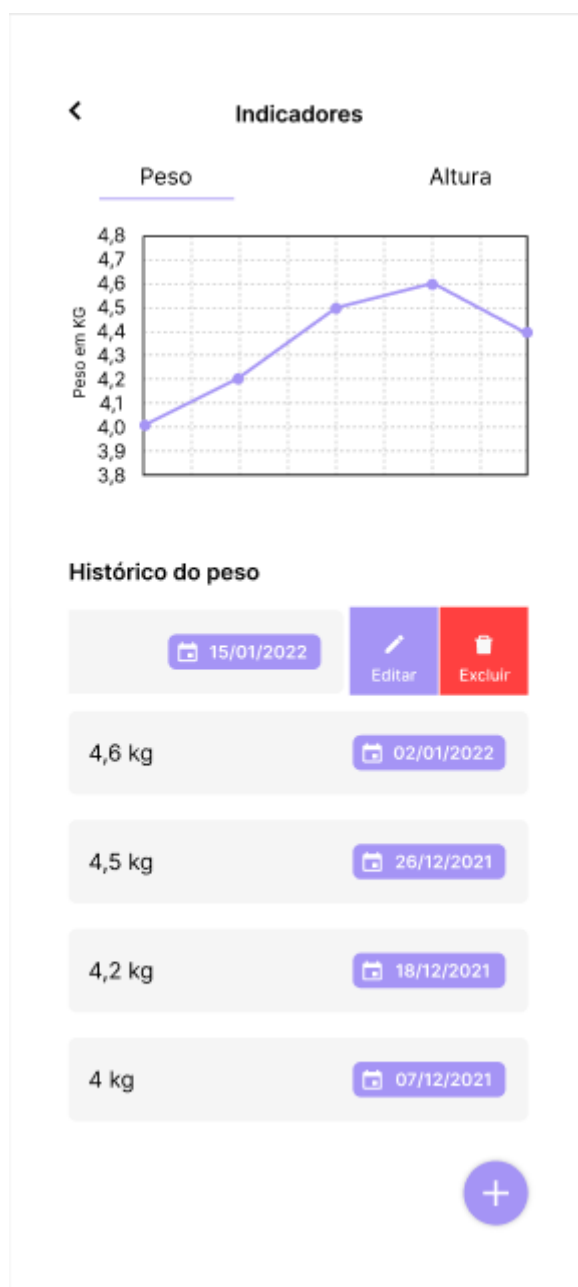 Indicadores
Peso
Altura
4,8
4,7
4,6
4,5
4,4
4,3
4,2
4,1
4,0
3,9
3,8
Peso em KG
Histórico do peso
15/01/2022
Editar
Excluir
4,6 kg
02/01/2022
4,5 kg
26/12/2021
4,2 kg
18/12/2021
4 kg
07/12/2021